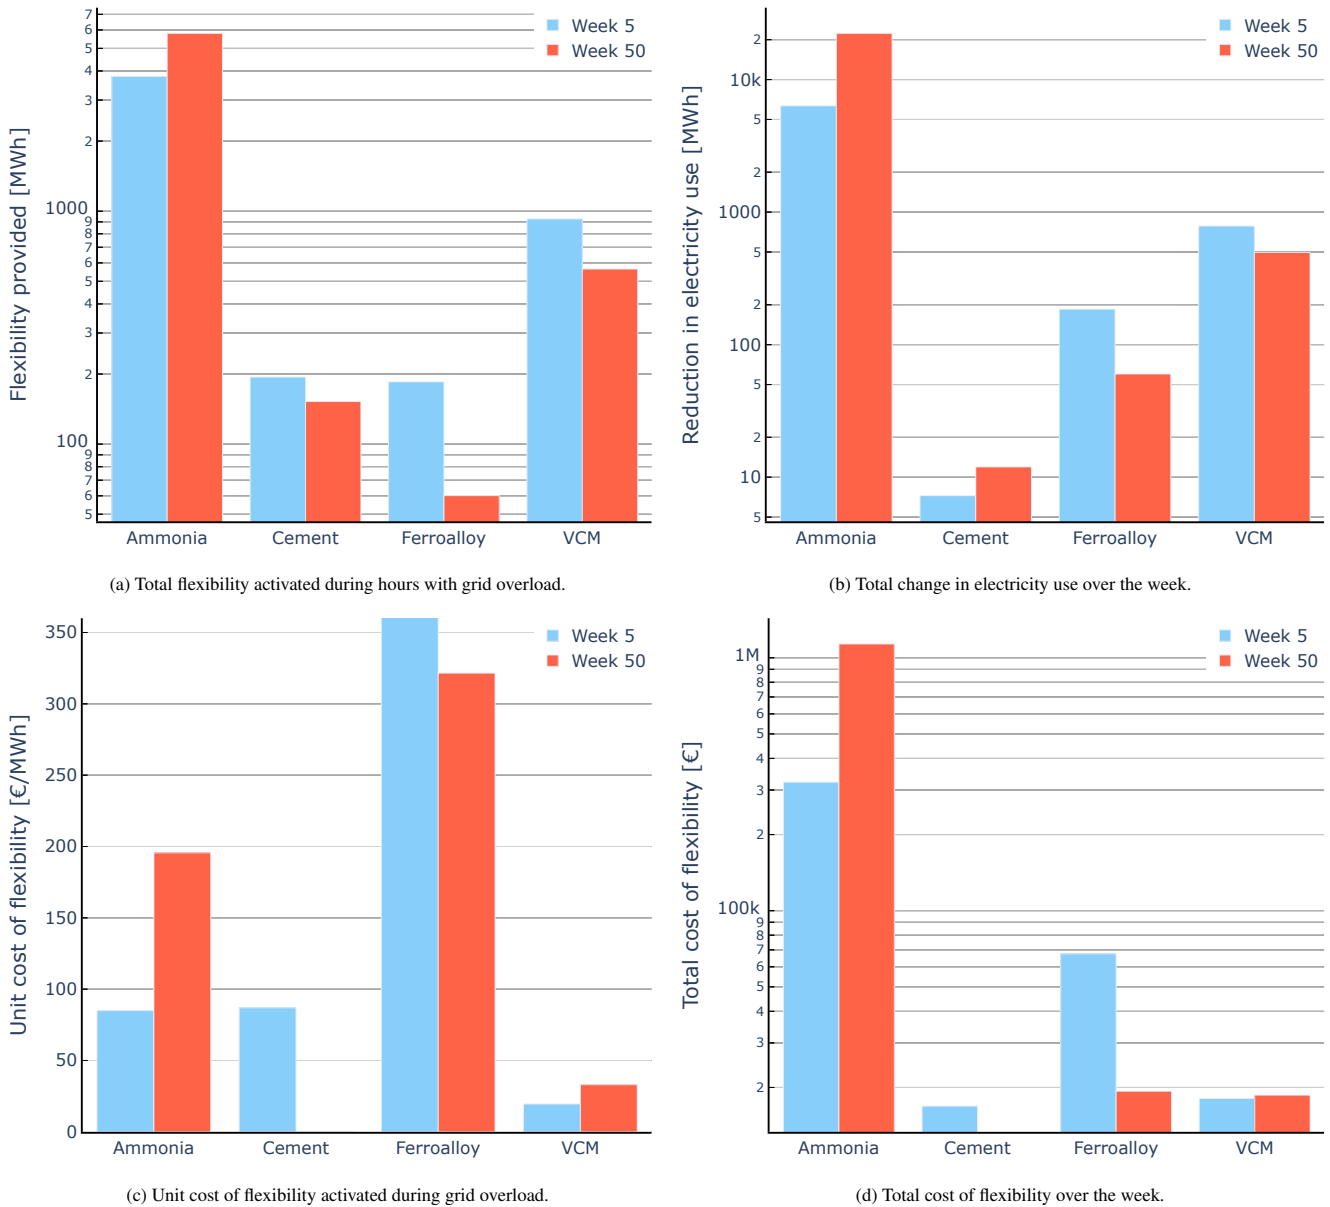 Flexibility provided [MWh]
7
6
5
4
3
2
1000
9
8
7
6
5
4
3
2
100
9
8
7
6
5
Week 5
Week 50
Ammonia
Cement
Ferroalloy
VCM
(a) Total flexibility activated during hours with grid overload.
Reduction in electricity use [MWh]
2
10k
5
2
1000
5
2
100
5
2
10
5
Week 5
Week 50
Ammonia
Cement
Ferroalloy
VCM
(b) Total change in electricity use over the week.
Unit cost of flexibility [€/MWh]
350
300
250
200
150
100
50
0
Week 5
Week 50
Ammonia
Cement
Ferroalloy
VCM
(c) Unit cost of flexibility activated during grid overload.
Total cost of flexibility [€]
1M
9
8
7
6
5
4
3
2
100k
9
8
7
6
5
4
3
2
Week 5
Week 50
Ammonia
Cement
Ferroalloy
VCM
(d) Total cost of flexibility over the week.